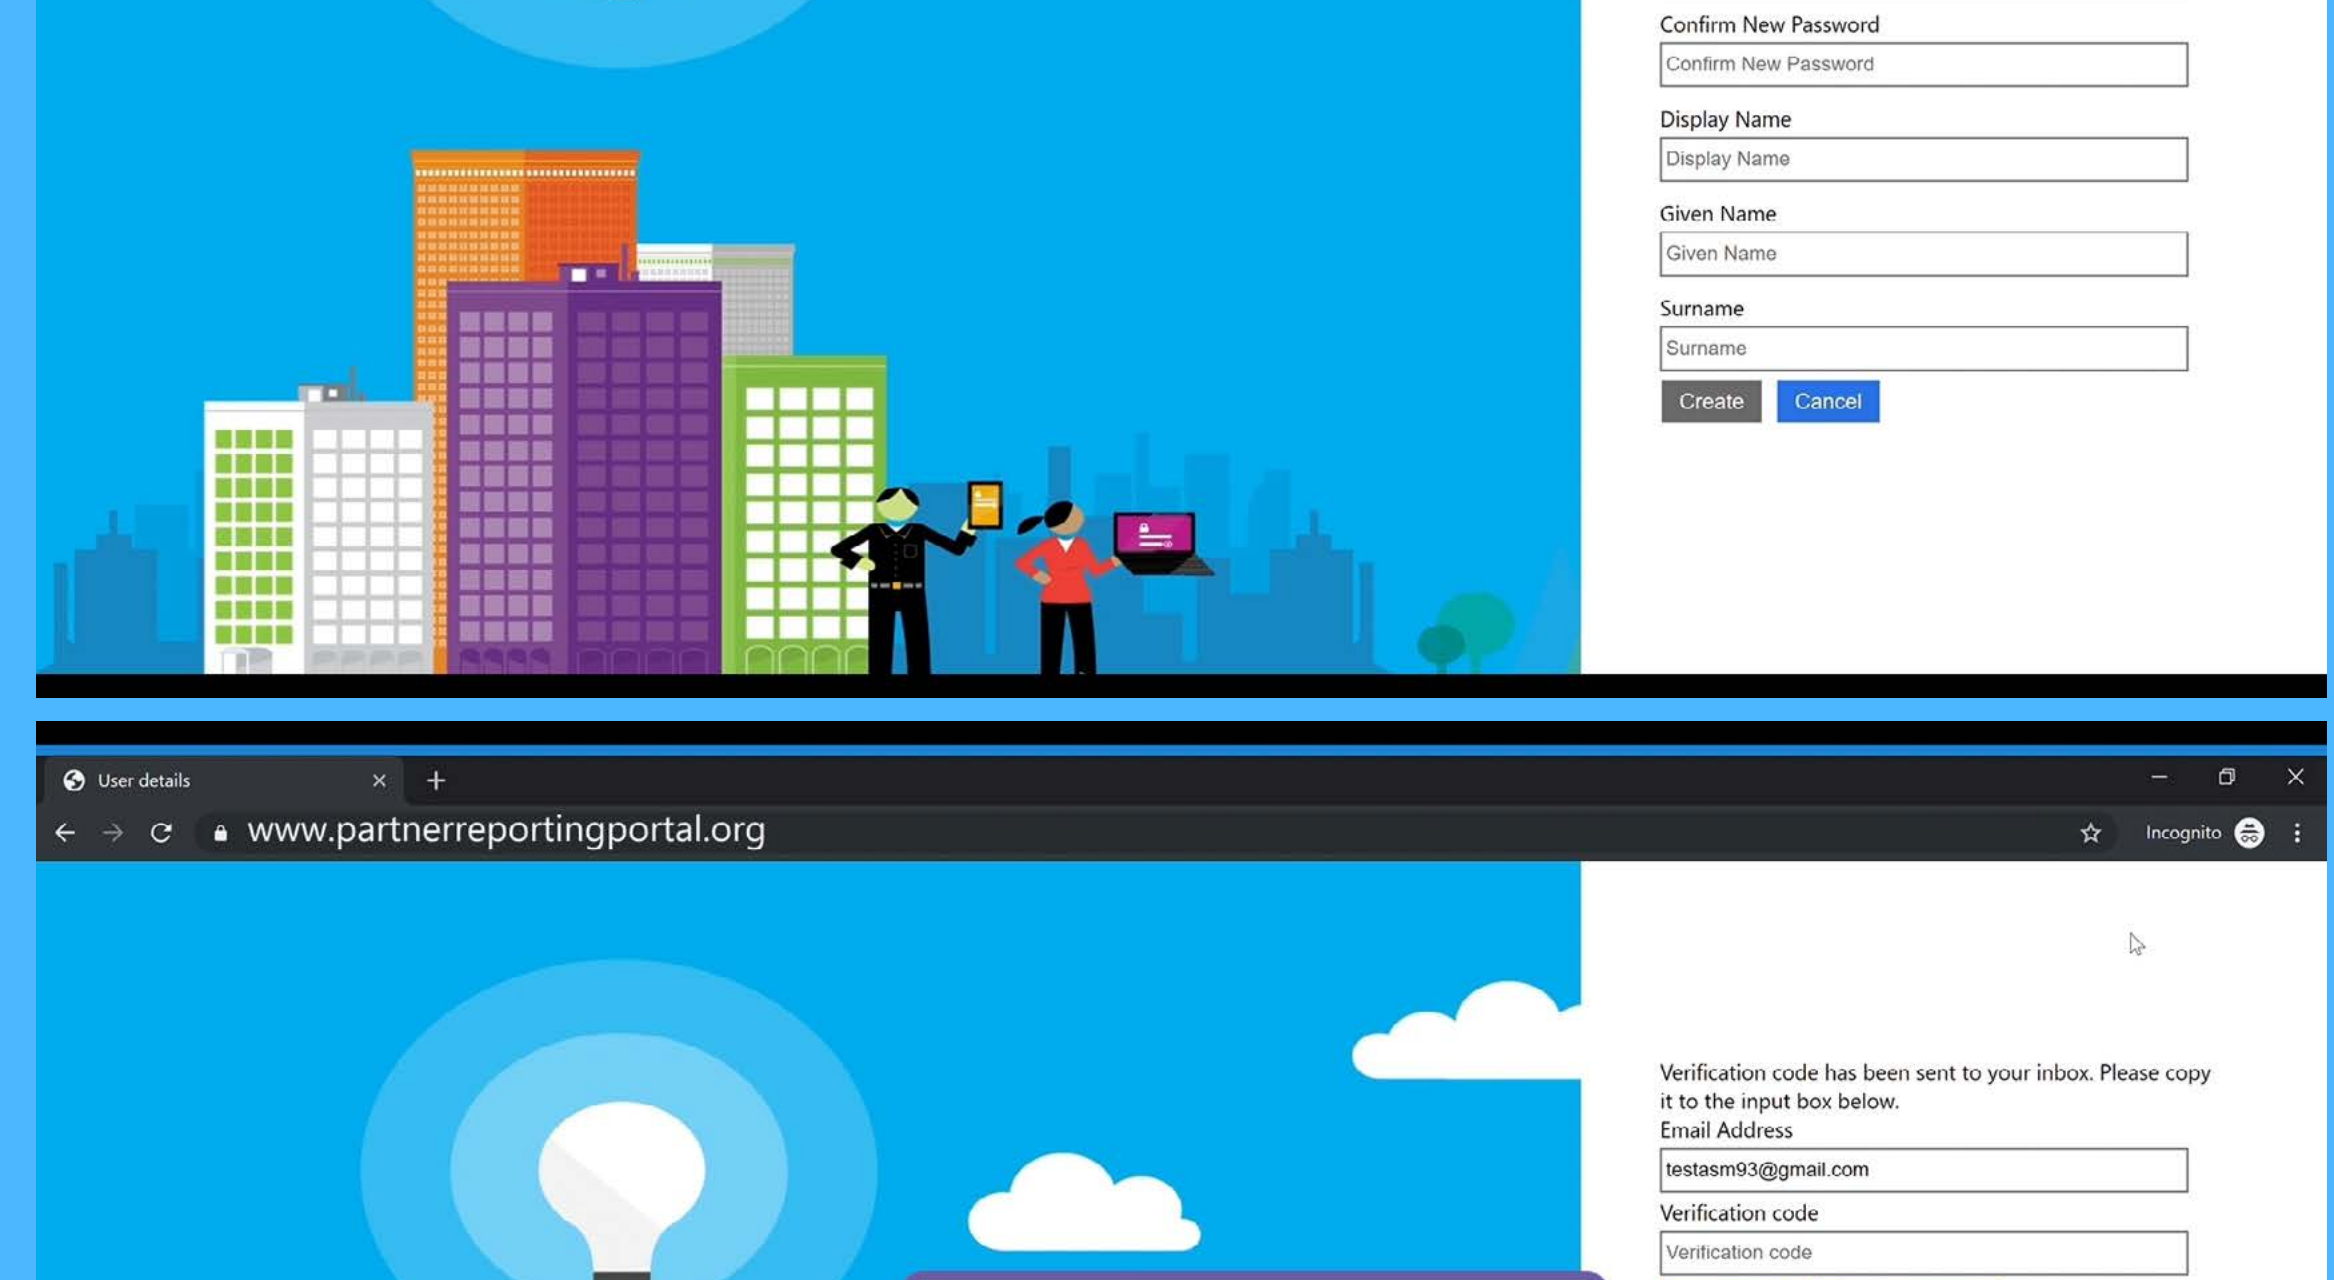 Confirm New Password
Confirm New Password
Display Name
Display Name
Given Name
Given Name
Surname
Surname
Create Cancel
User details
www.partnerreportingportal.org
Incognito
Verification code has been sent to your inbox. Please copy
it to the input box below.
Email Address
testasm93@gmail.com
Verification code
Verification code